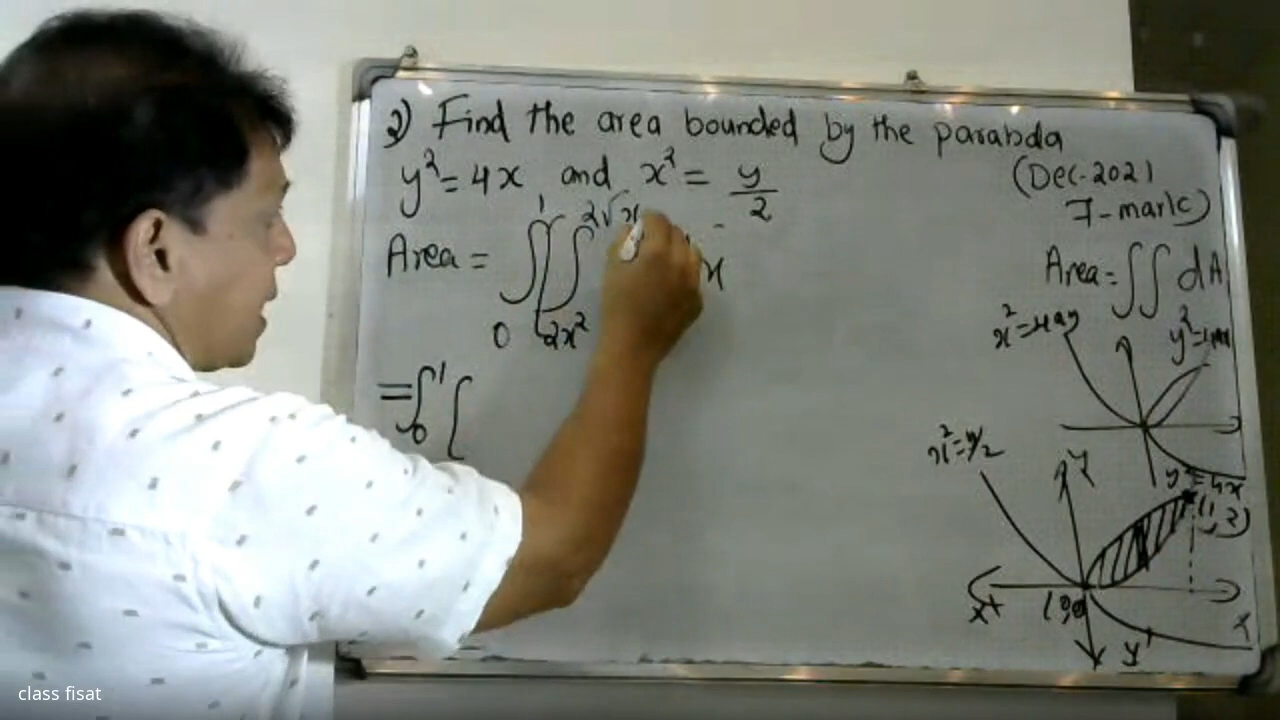 2) Find the area bounded by the parabola
y² = 4x and x² = y/2
(Dec-2021
7-mark)
Area = ∫₀¹ [∫_{2x²}^{2√x}
x
= ∫₀¹ [
Area = ∫∫ dA
x² = 4ay
y² = 4ax
x² = y/2
y
y² = 4x
(1,2)
x
y'
class fisat